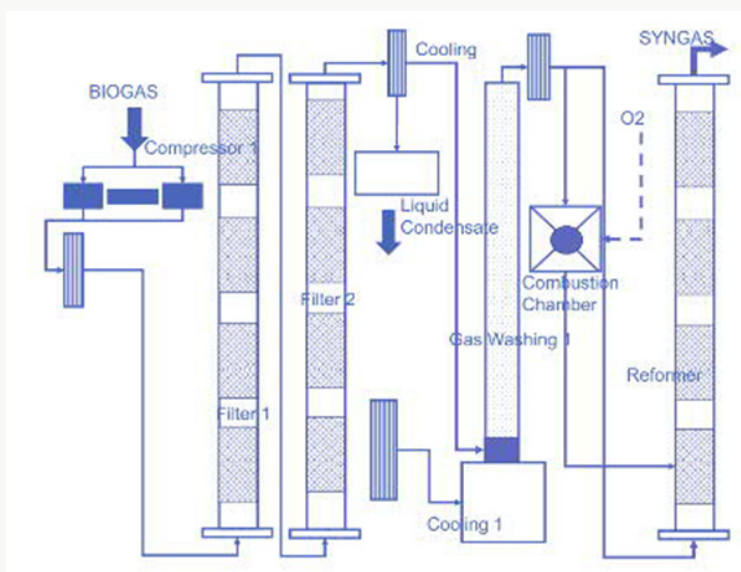 SYNGAS
Cooling
BIOGAS
O2
Compressor 1
Liquid
Condensate
Combustion
Chamber
Filter 2
Gas Washing 1
Reformer
Filter 1
Cooling 1